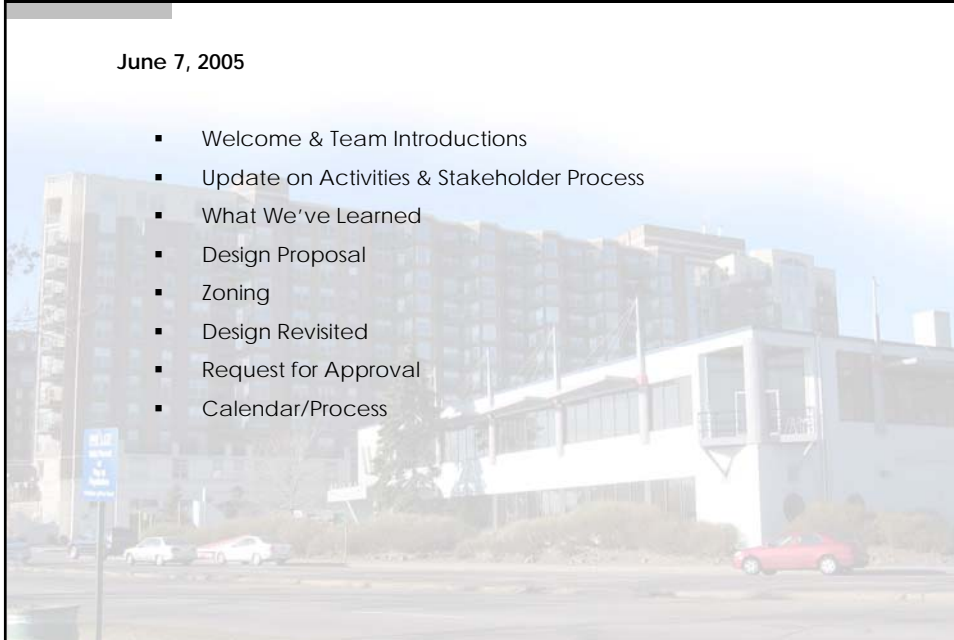 June 7, 2005
▪ Welcome & Team Introductions
▪ Update on Activities & Stakeholder Process
▪ What We've Learned
▪ Design Proposal
▪ Zoning
▪ Design Revisited
▪ Request for Approval
▪ Calendar/Process